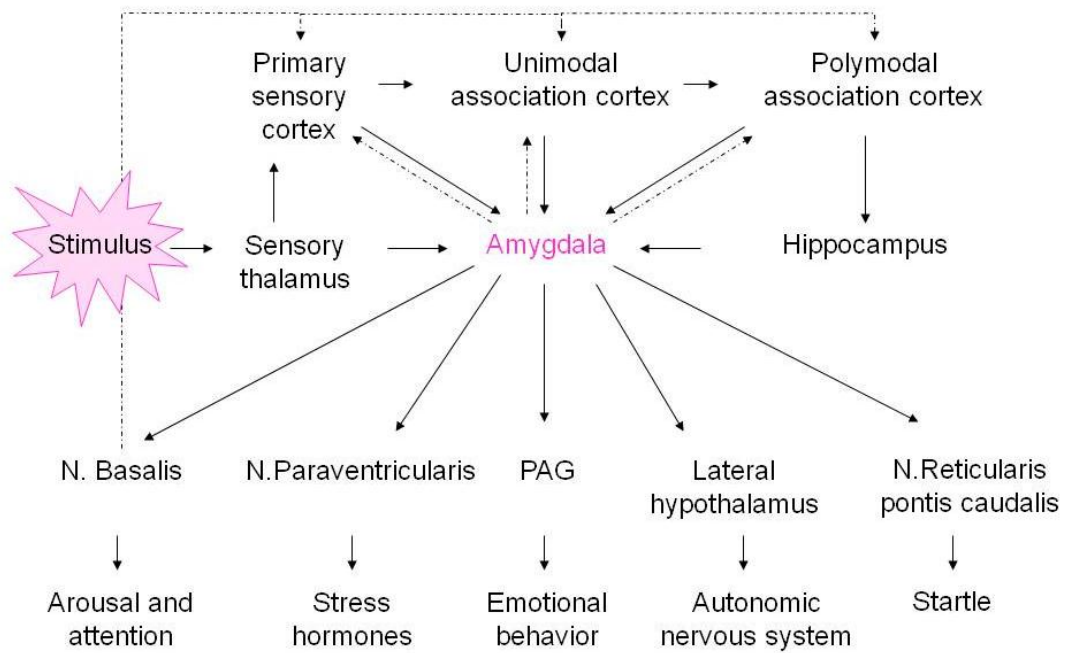 Primary
sensory
cortex
Unimodal
association cortex
Polymodal
association cortex
Stimulus
Sensory
thalamus
Amygdala
Hippocampus
N. Basalis
N.Paraventricularis
PAG
Lateral
hypothalamus
N.Reticularis
pontis caudalis
Arousal and
attention
Stress
hormones
Emotional
behavior
Autonomic
nervous system
Startle